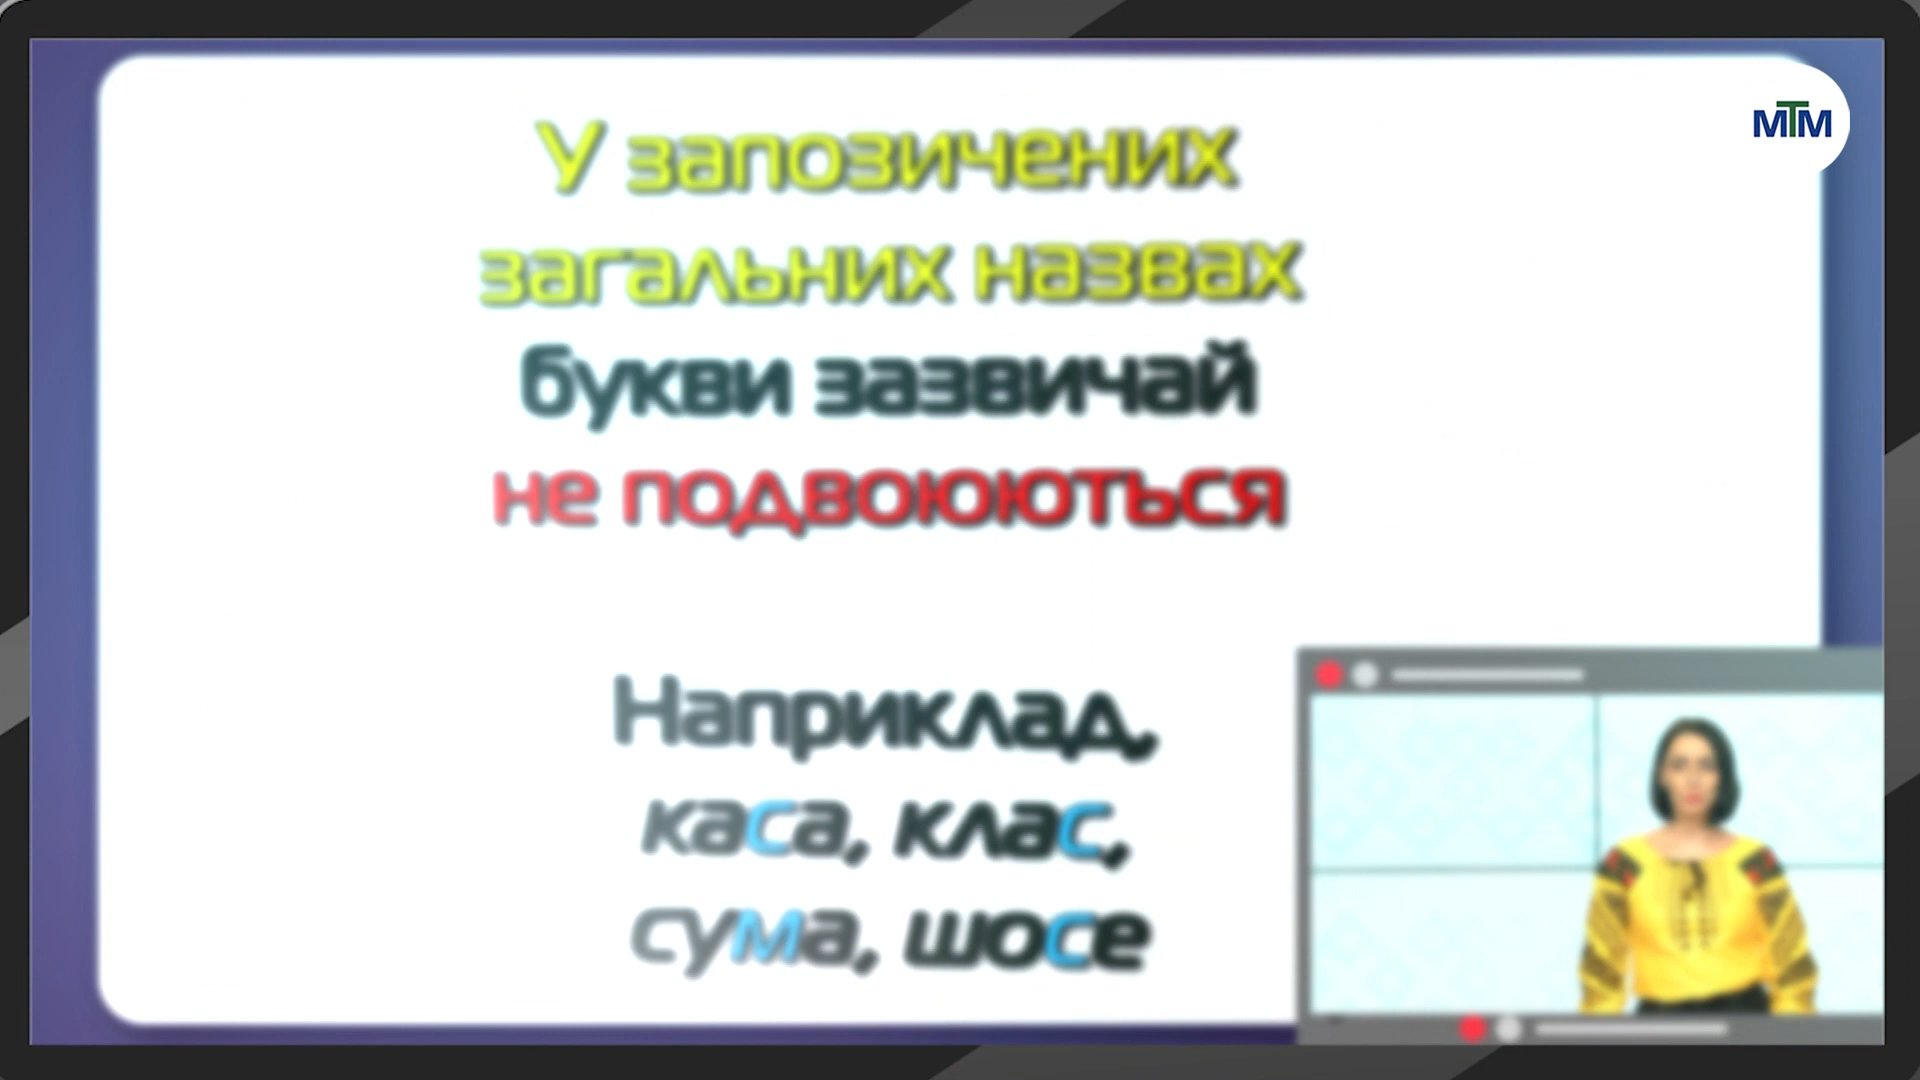 МТМ
У запозичених
загальних назвах
букви зазвичай
не подвоюються
Наприклад,
каса, клас,
сума, шосе